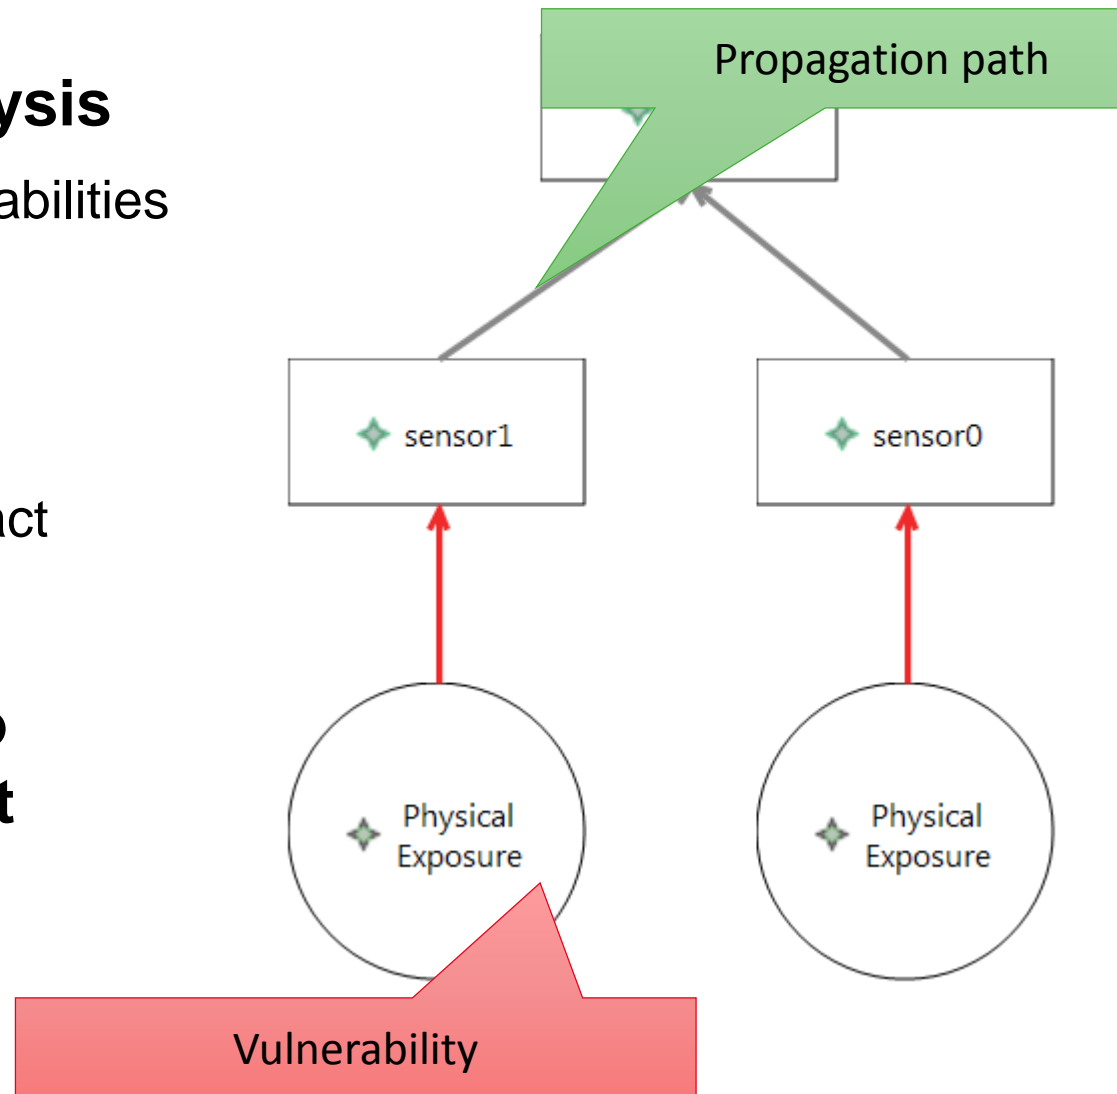 Propagation path
ysis
abilities
sensor1
sensor0
act
o
t
Physical
Exposure
Physical
Exposure
Vulnerability